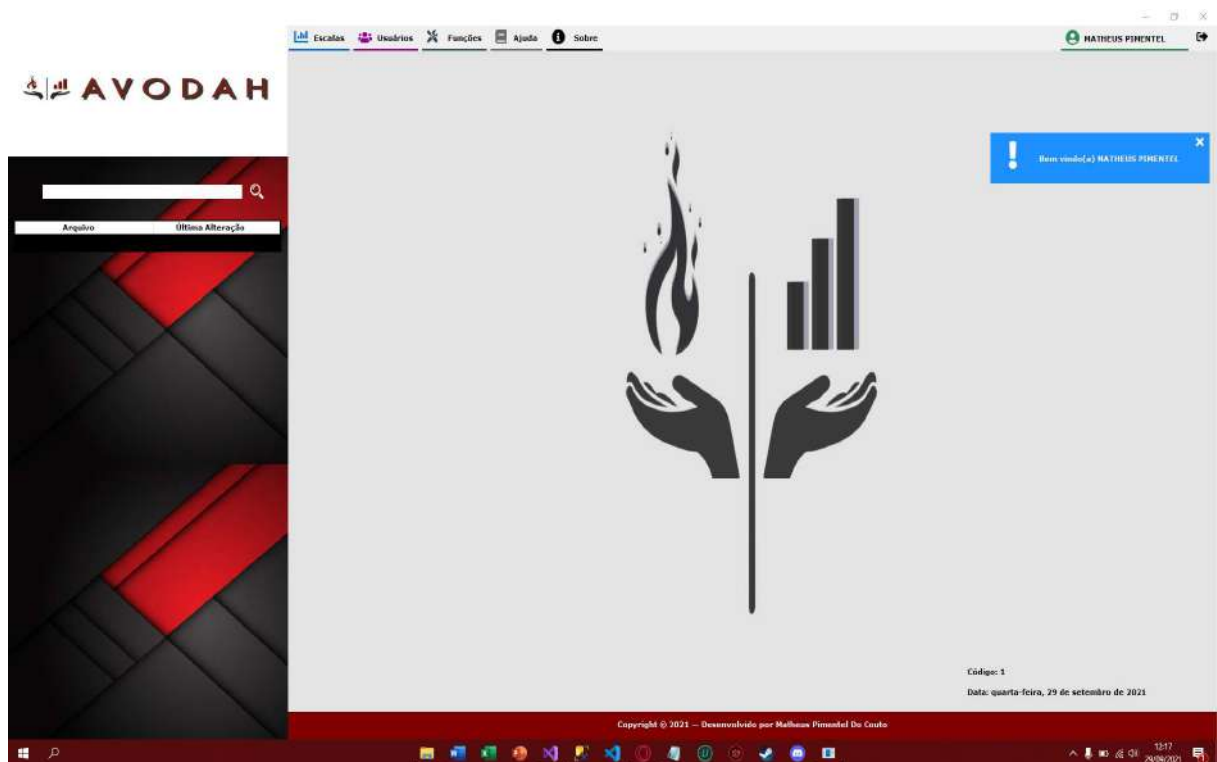 Escalas Usuários Funções Ajuda Sobre MATHEUS PIMENTEL
AVODAH
Bem vindo(a) MATHEUS PIMENTEL
Arquivo Última Alteração
Código: 1
Data: quarta-feira, 29 de setembro de 2021
Copyright © 2021 — Desenvolvido por Matheus Pimentel Do Couto
12:17
29/09/2021